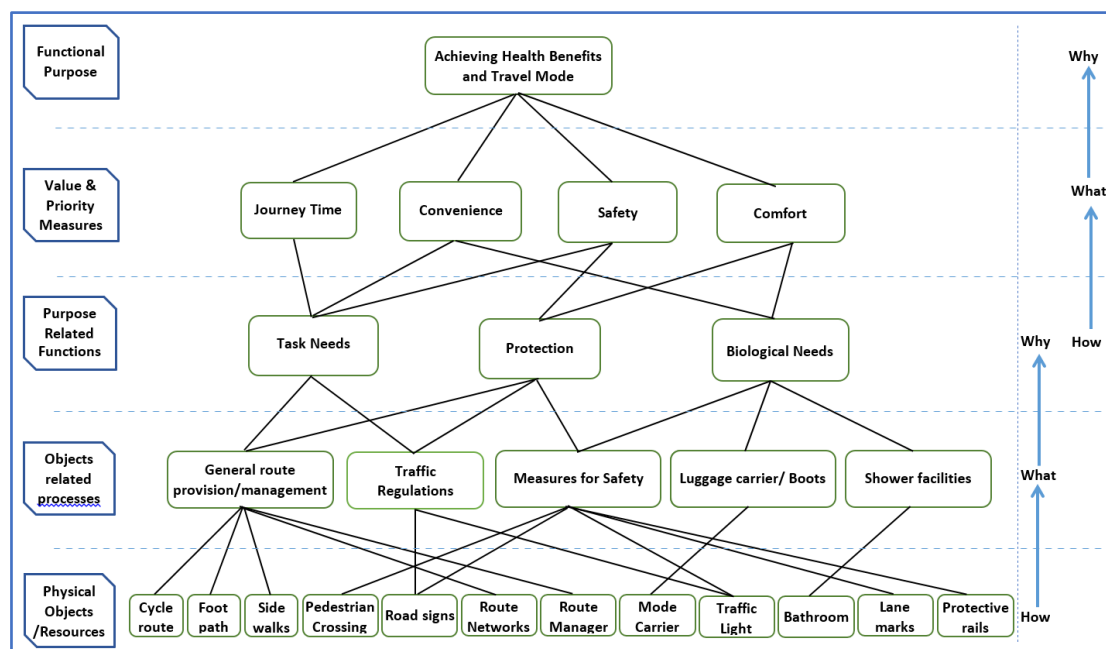 Functional
Purpose
Achieving Health Benefits
and Travel Mode
Why
Value &
Priority
Measures
Journey Time
Convenience
Safety
Comfort
What
Purpose
Related
Functions
Task Needs
Protection
Biological Needs
Why
How
Objects
related
processes
General route
provision/management
Traffic
Regulations
Measures for Safety
Luggage carrier/ Boots
Shower facilities
What
Physical
Objects
/Resources
Cycle
route
Foot
path
Side
walks
Pedestrian
Crossing
Road signs
Route
Networks
Route
Manager
Mode
Carrier
Traffic
Light
Bathroom
Lane
marks
Protective
rails
How